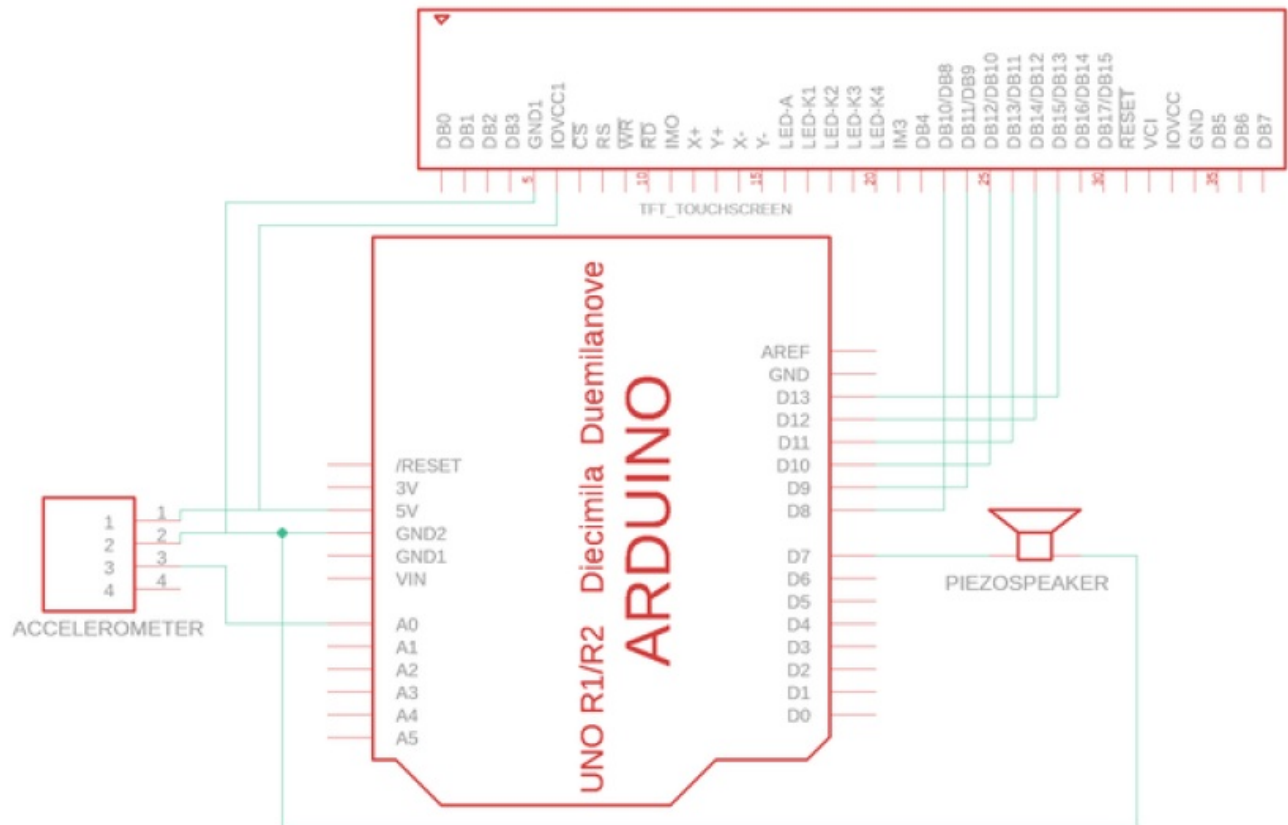 DB0
DB1
DB2
DB3
GND1
IOVCC1
CS
RS
WR
RD
IMO
X+
Y+
X-
Y-
LED-A
LED-K1
LED-K2
LED-K3
LED-K4
IM3
DB4
DB10/DB8
DB11/DB9
DB12/DB10
DB13/DB11
DB14/DB12
DB15/DB13
DB16/DB14
DB17/DB15
RESET
VCI
IOVCC
GND
DB5
DB6
DB7
5
10
15
20
25
30
35
TFT_TOUCHSCREEN
UNO R1/R2 Diecimila Duemilanove
ARDUINO
/RESET
3V
5V
GND2
GND1
VIN
A0
A1
A2
A3
A4
A5
AREF
GND
D13
D12
D11
D10
D9
D8
D7
D6
D5
D4
D3
D2
D1
D0
1 1
2 2
3 3
4 4
ACCELEROMETER
PIEZOSPEAKER